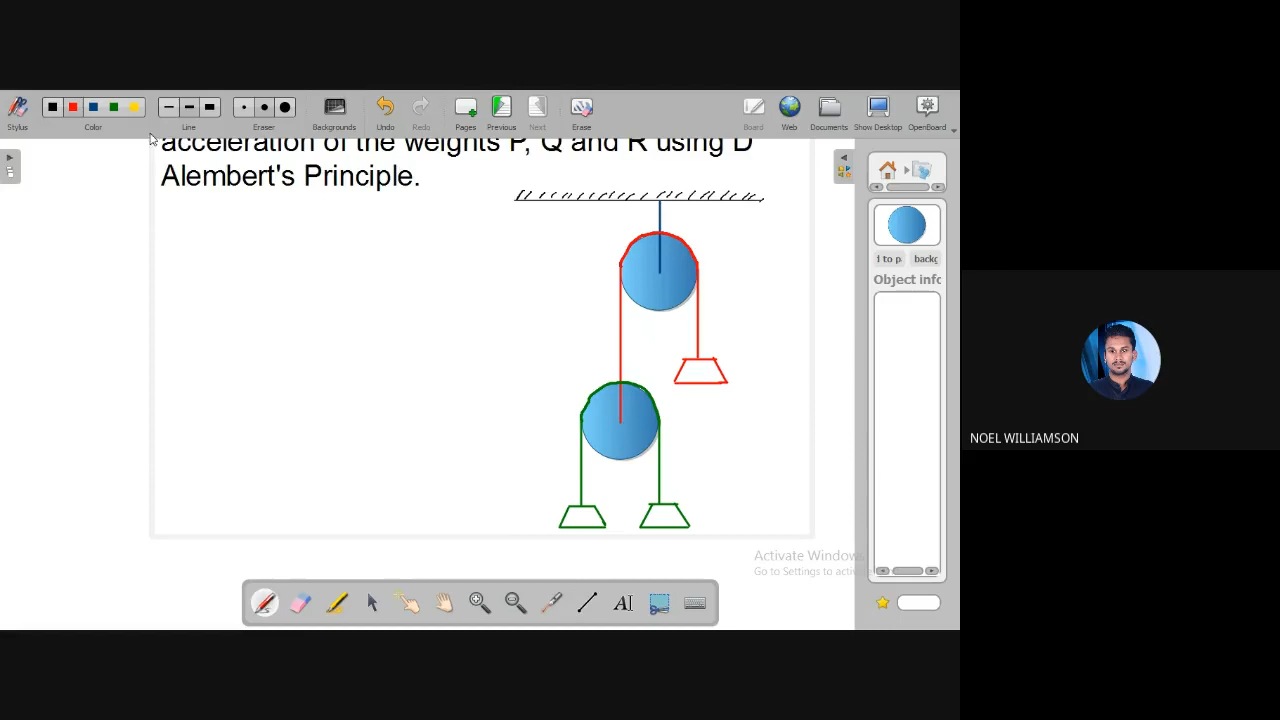 Stylus
Color
Line
Eraser
Backgrounds
Undo
Redo
Pages
Previous
Next
Erase
Board
Web
Documents
Show Desktop
OpenBoard
acceleration of the weights P, Q and R using D
Alembert's Principle.
Object info
Activate Windows
Go to Settings to
AI
NOEL WILLIAMSON